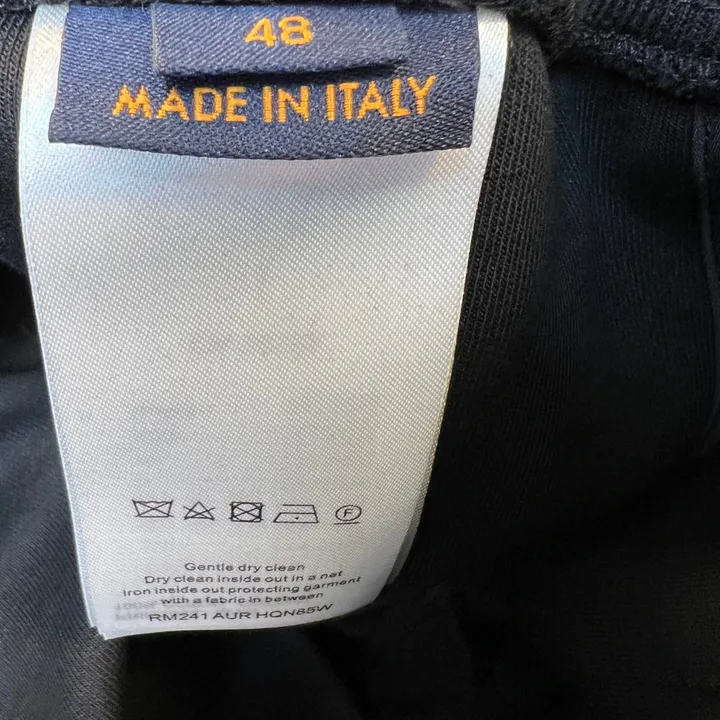 48
MADE IN ITALY
F
Gentle dry clean
Dry clean inside out in a net
Iron inside out protecting garment
with a fabric in between
RM241 AUR HON85W